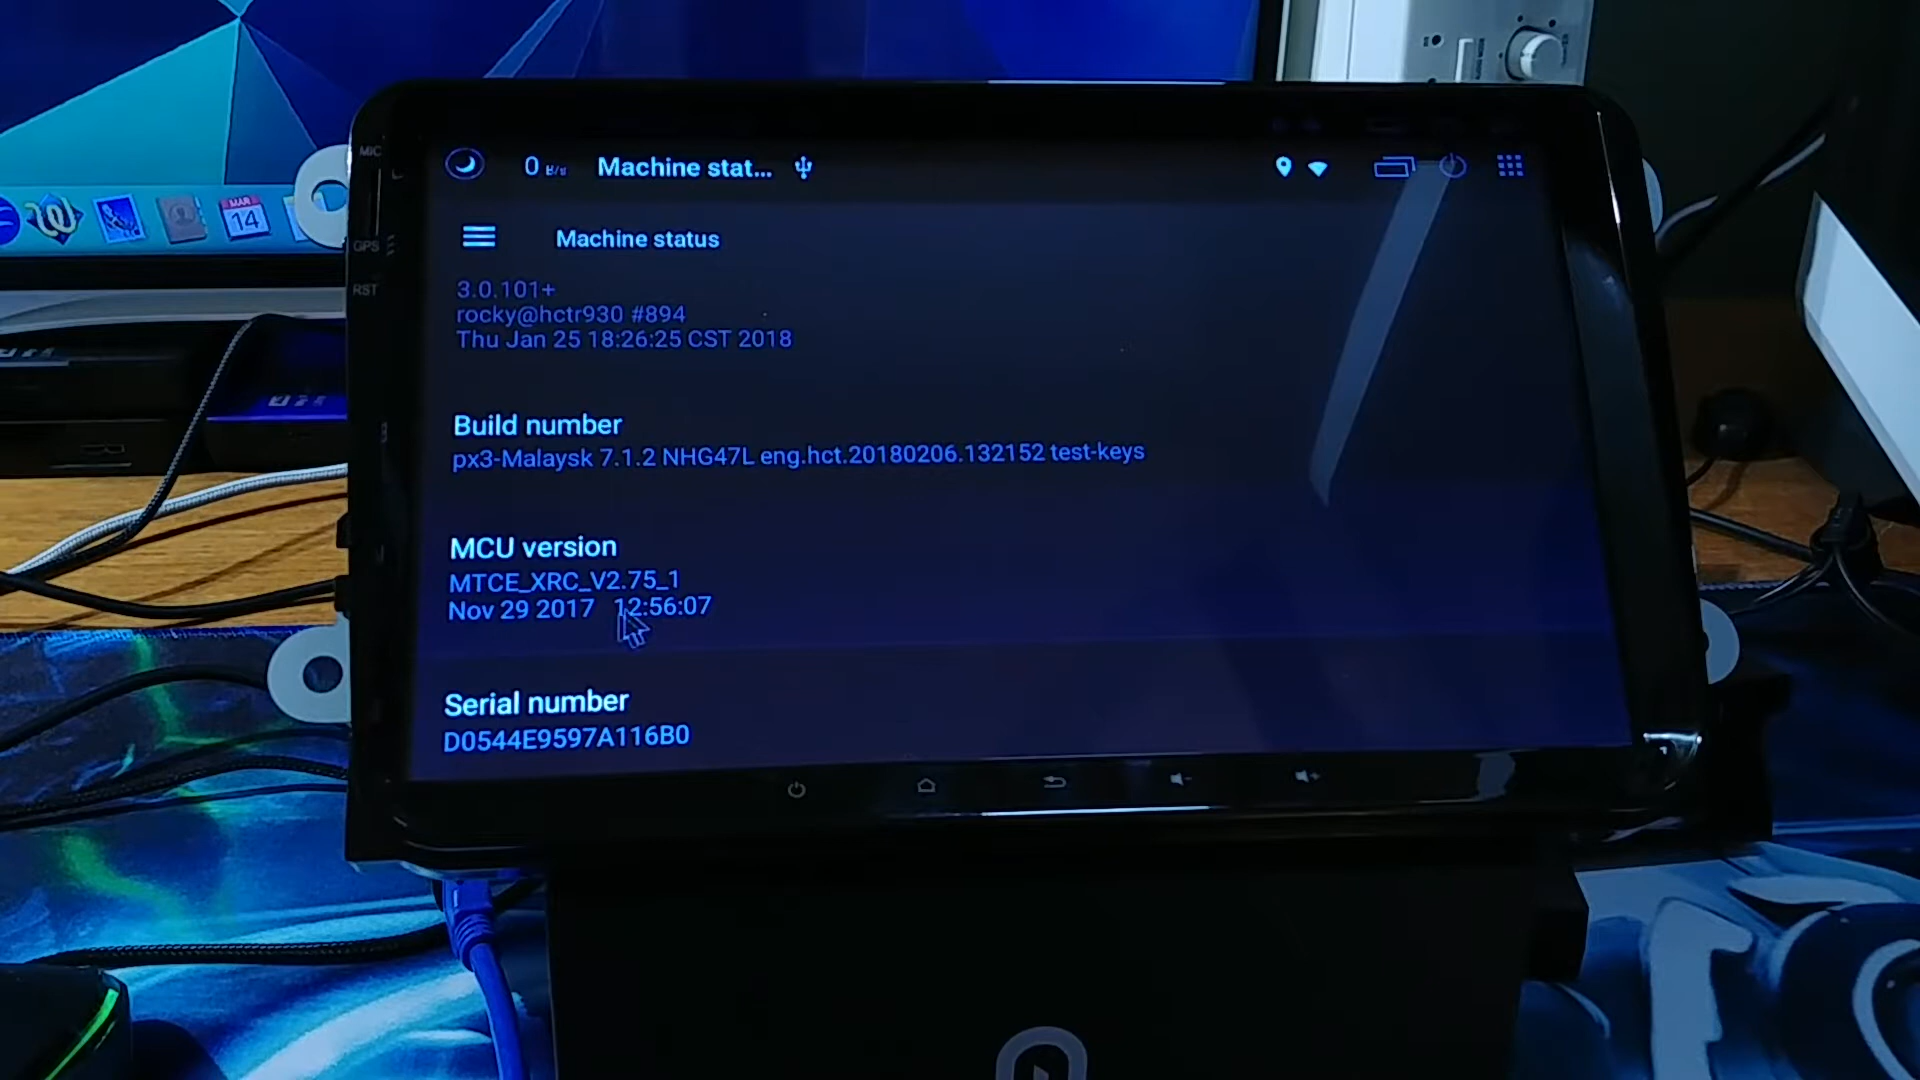 MIC
0 B/s Machine stat...
MAR
14
GPS
Machine status
RST
3.0.101+
rocky@hctr930 #894
Thu Jan 25 18:26:25 CST 2018
Build number
px3-Malaysk 7.1.2 NHG47L eng.hct.20180206.132152 test-keys
MCU version
MTCE_XRC_V2.75_1
Nov 29 2017 12:56:07
Serial number
D0544E9597A116B0